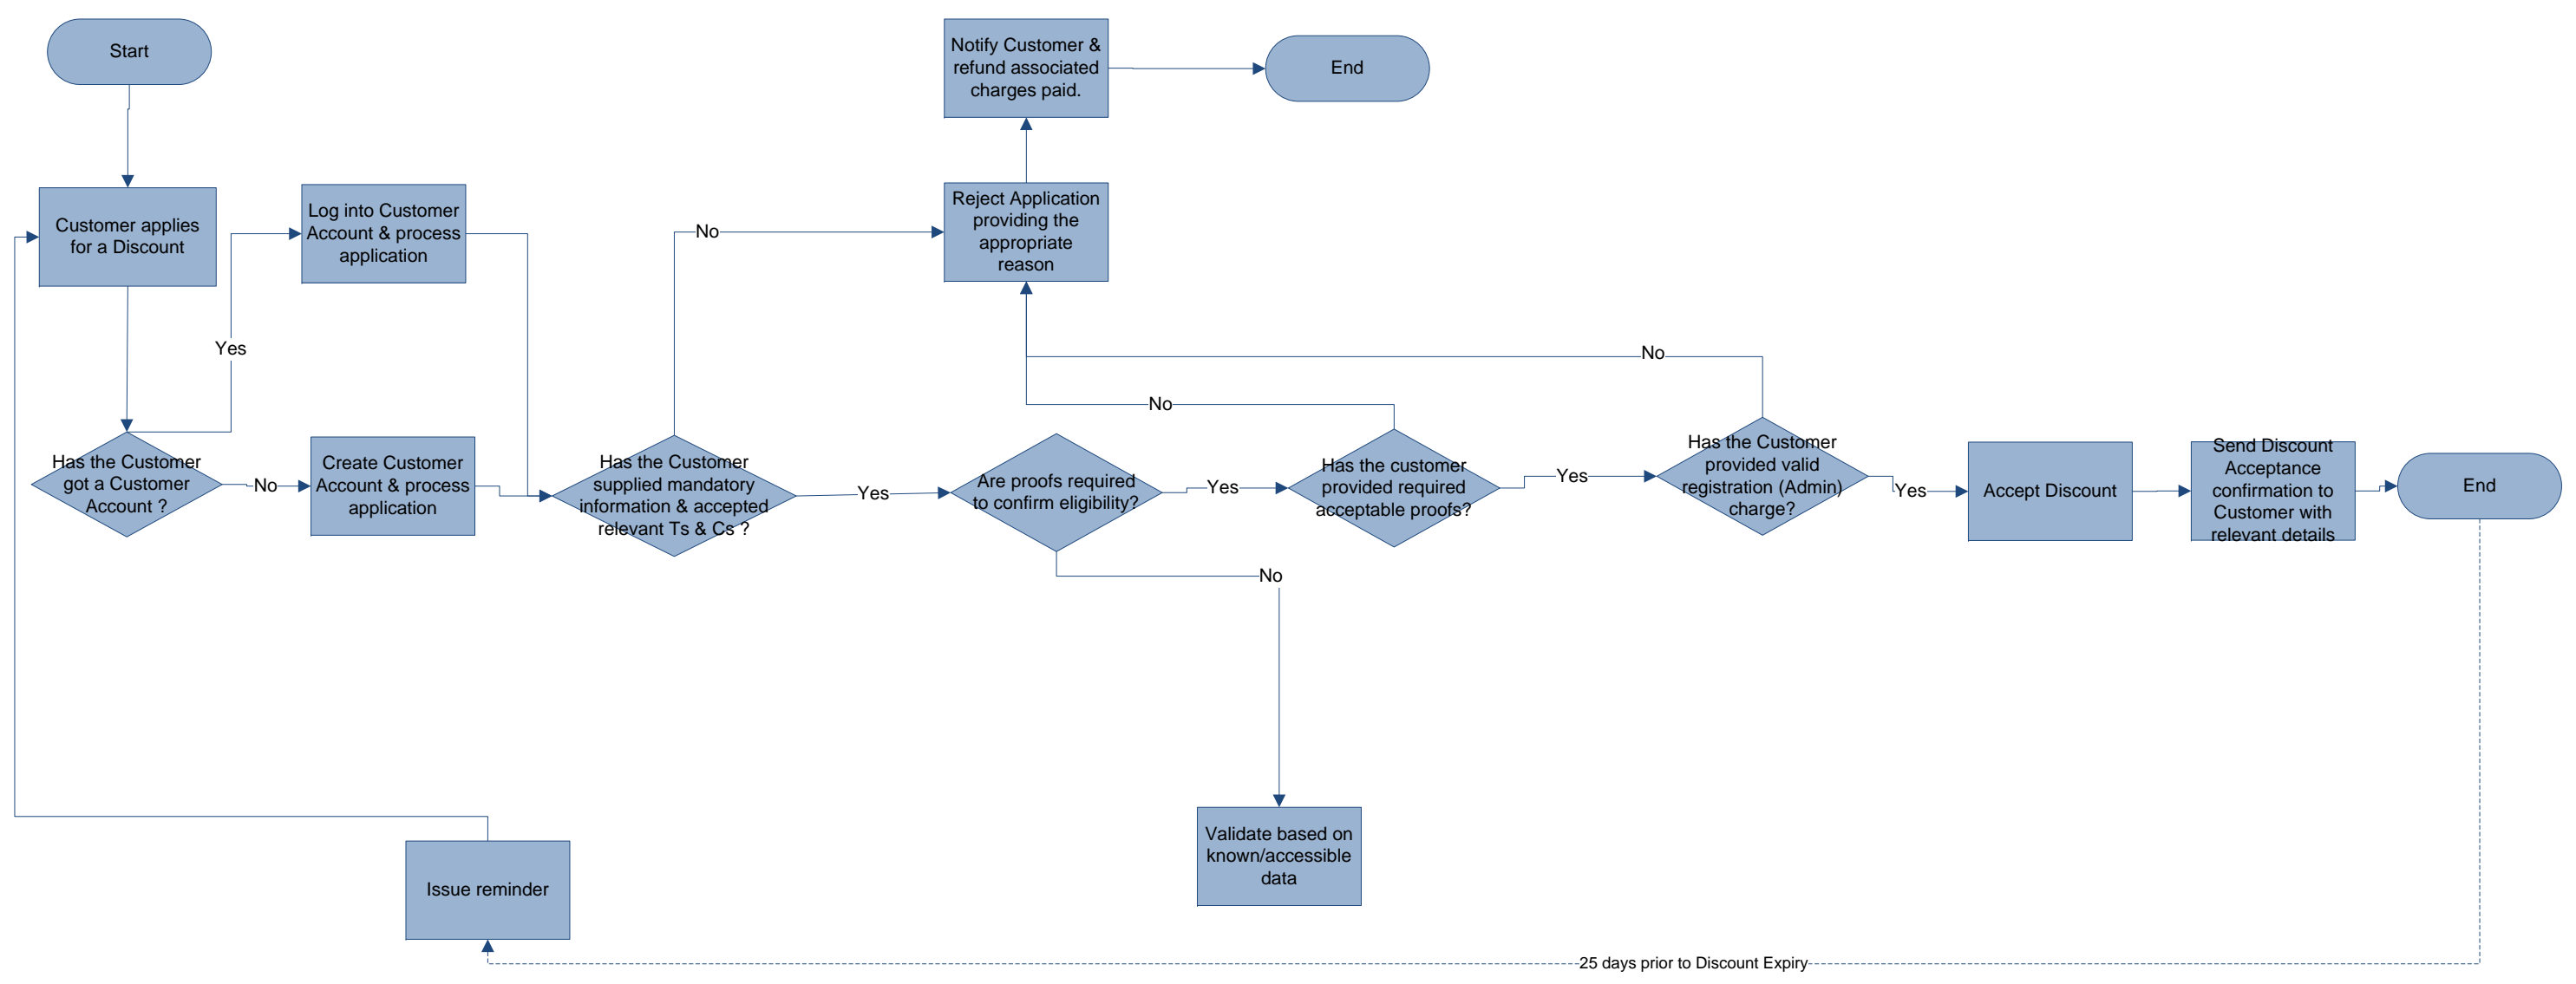 Start
Notify Customer &
refund associated
charges paid.
End
Customer applies
for a Discount
Log into Customer
Account & process
application
Reject Application
providing the
appropriate
reason
No
Yes
No
No
Has the Customer
got a Customer
Account ?
No
Create Customer
Account & process
application
Has the Customer
supplied mandatory
information & accepted
relevant Ts & Cs ?
Yes
Are proofs required
to confirm eligibility?
Yes
Has the customer
provided required
acceptable proofs?
Yes
Has the Customer
provided valid
registration (Admin)
charge?
Yes
Accept Discount
Send Discount
Acceptance
confirmation to
Customer with
relevant details
End
No
Validate based on
known/accessible
data
Issue reminder
25 days prior to Discount Expiry